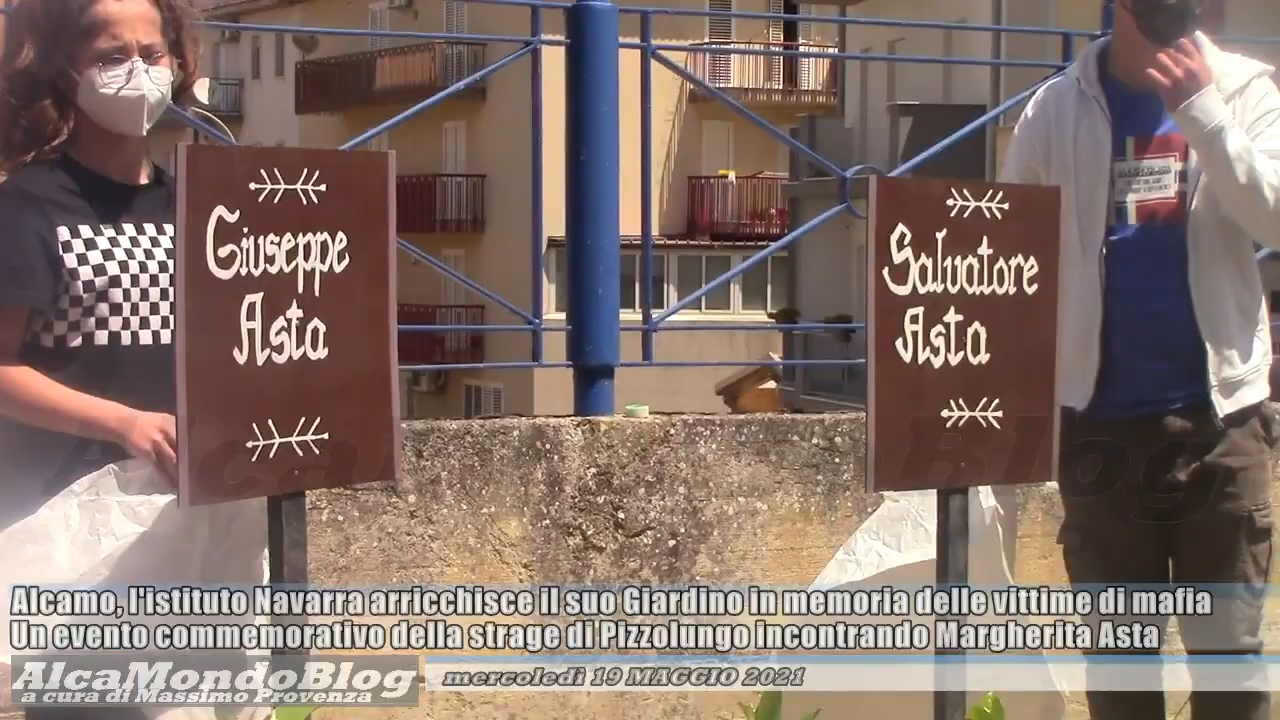 Giuseppe
Asta
Salvatore
Asta
Alcamo, l'istituto Navarra arricchisce il suo Giardino in memoria delle vittime di mafia
Un evento commemorativo della strage di Pizzolungo incontrando Margherita Asta
AlcaMondoBlog
a cura di Massimo Provenza
mercoledì 19 MAGGIO 2021